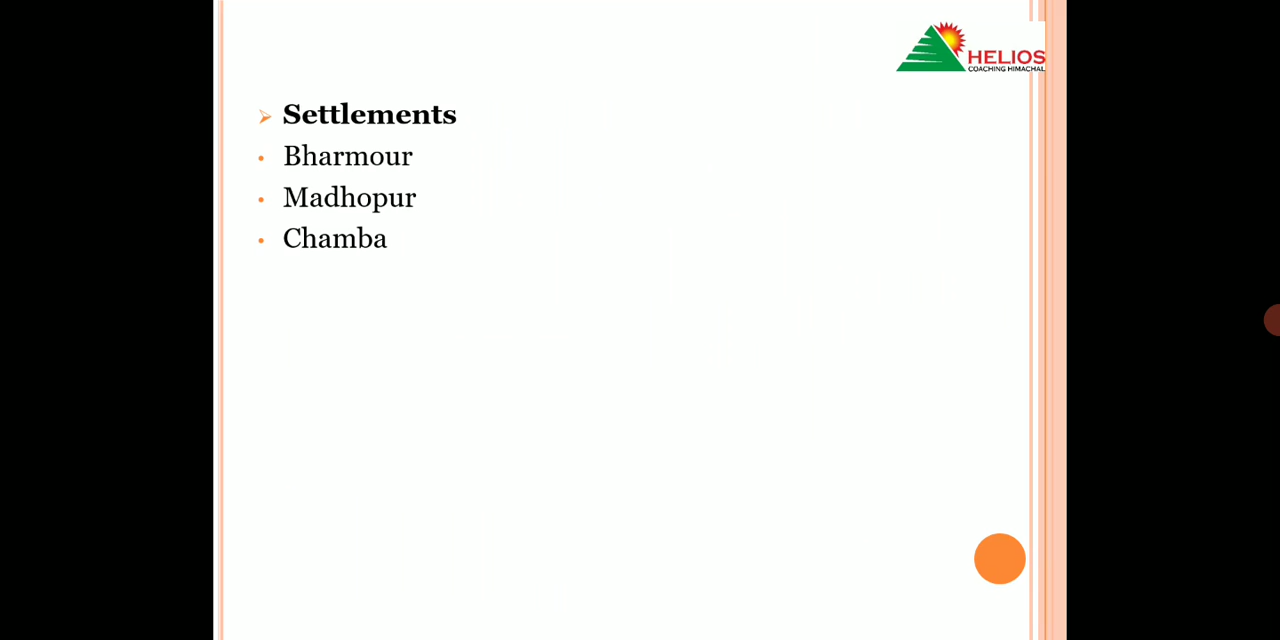 HELIOS
COACHING HIMACHAL
Settlements
Bharmour
Madhopur
Chamba